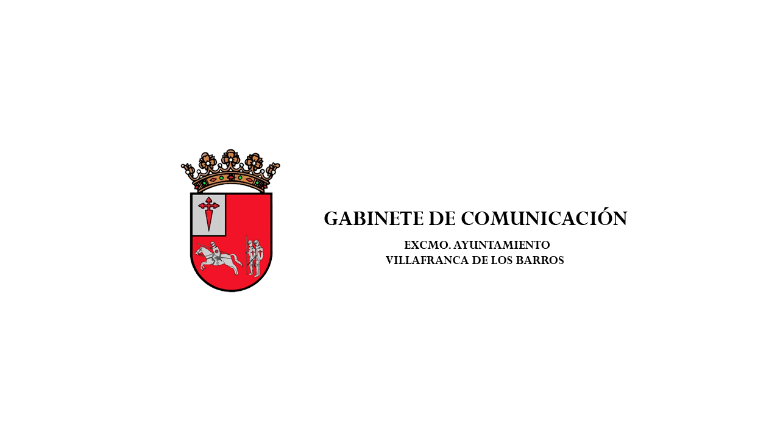 GABINETE DE COMUNICACIÓN
EXCMO. AYUNTAMIENTO
VILLAFRANCA DE LOS BARROS